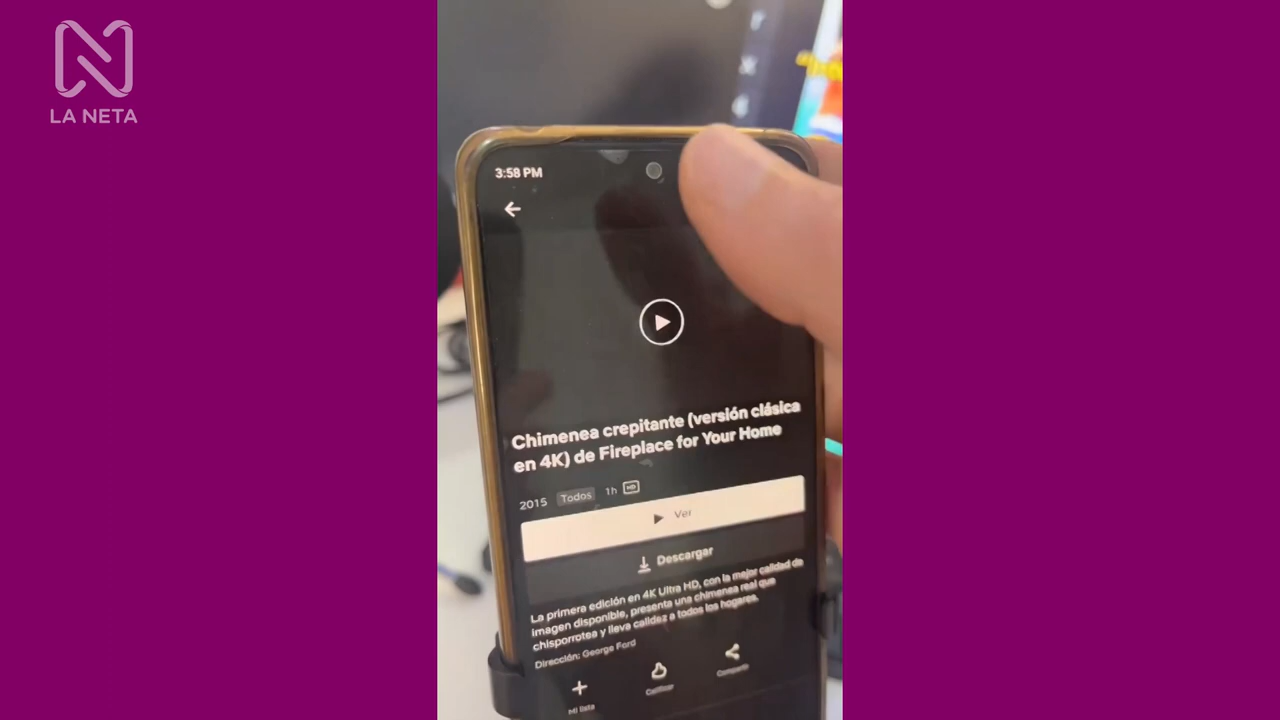 LA NETA
3:58 PM
Chimenea crepitante (versión clásica
en 4K) de Fireplace for Your Home
2015 Todos 1h HD
Ver
Descargar
La primera edición en 4K Ultra HD, con la mejor calidad de
imagen disponible, presenta una chimenea real que
chisporrotea y lleva calidez a todos los hogares.
Dirección: George Ford
Mi lista
Calificar
Compartir